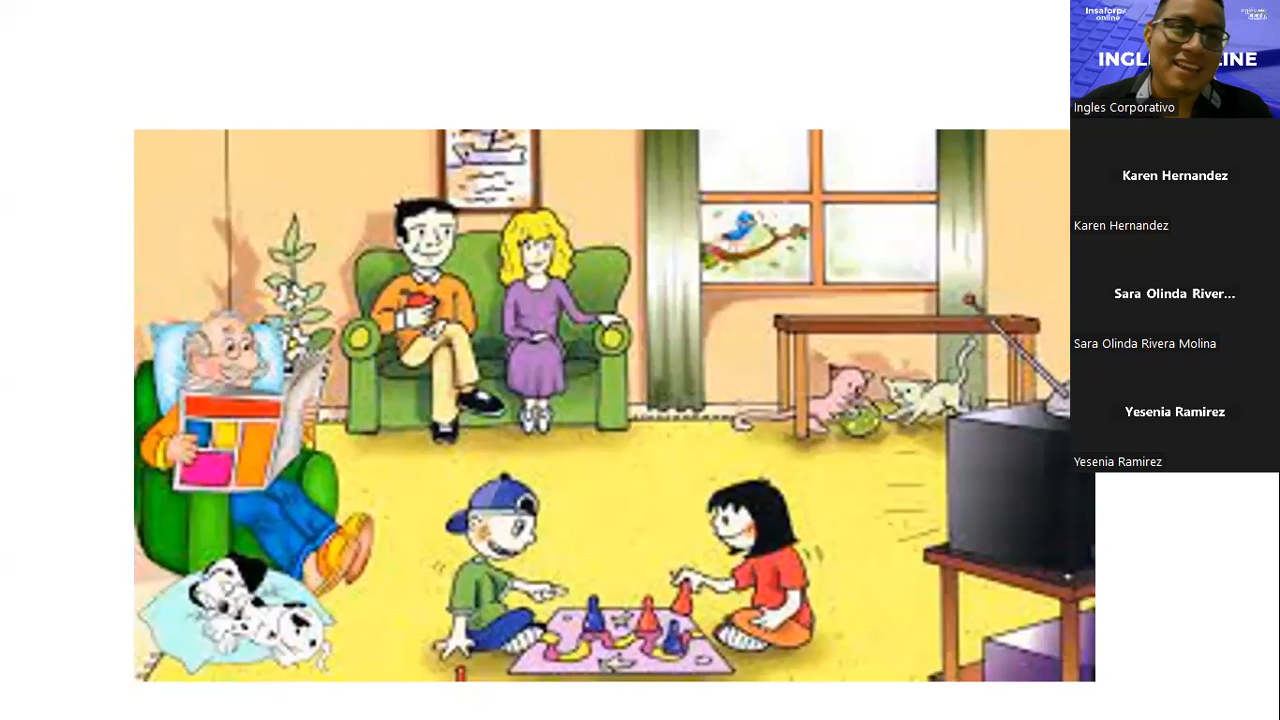 Insaforp
online
INGL LINE
Ingles Corporativo
Karen Hernandez
Karen Hernandez
Sara Olinda River...
Sara Olinda Rivera Molina
Yesenia Ramirez
Yesenia Ramirez